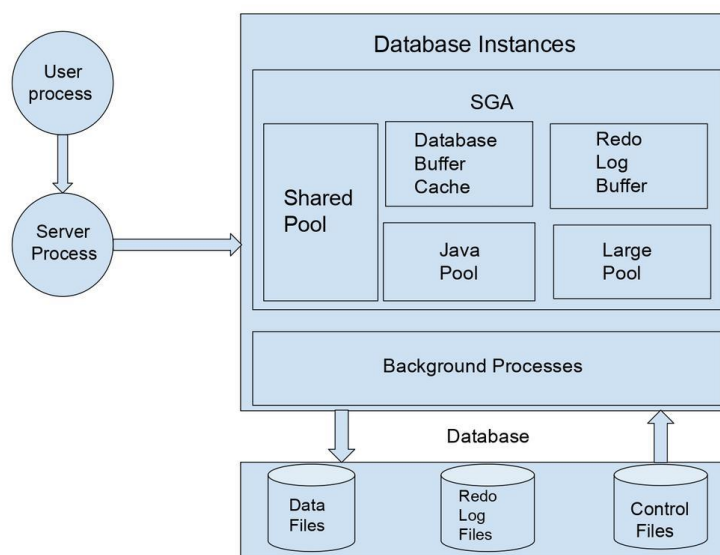 User
process
Server
Process
Database Instances
SGA
Shared
Pool
Database
Buffer
Cache
Redo
Log
Buffer
Java
Pool
Large
Pool
Background Processes
Database
Data
Files
Redo
Log
Files
Control
Files